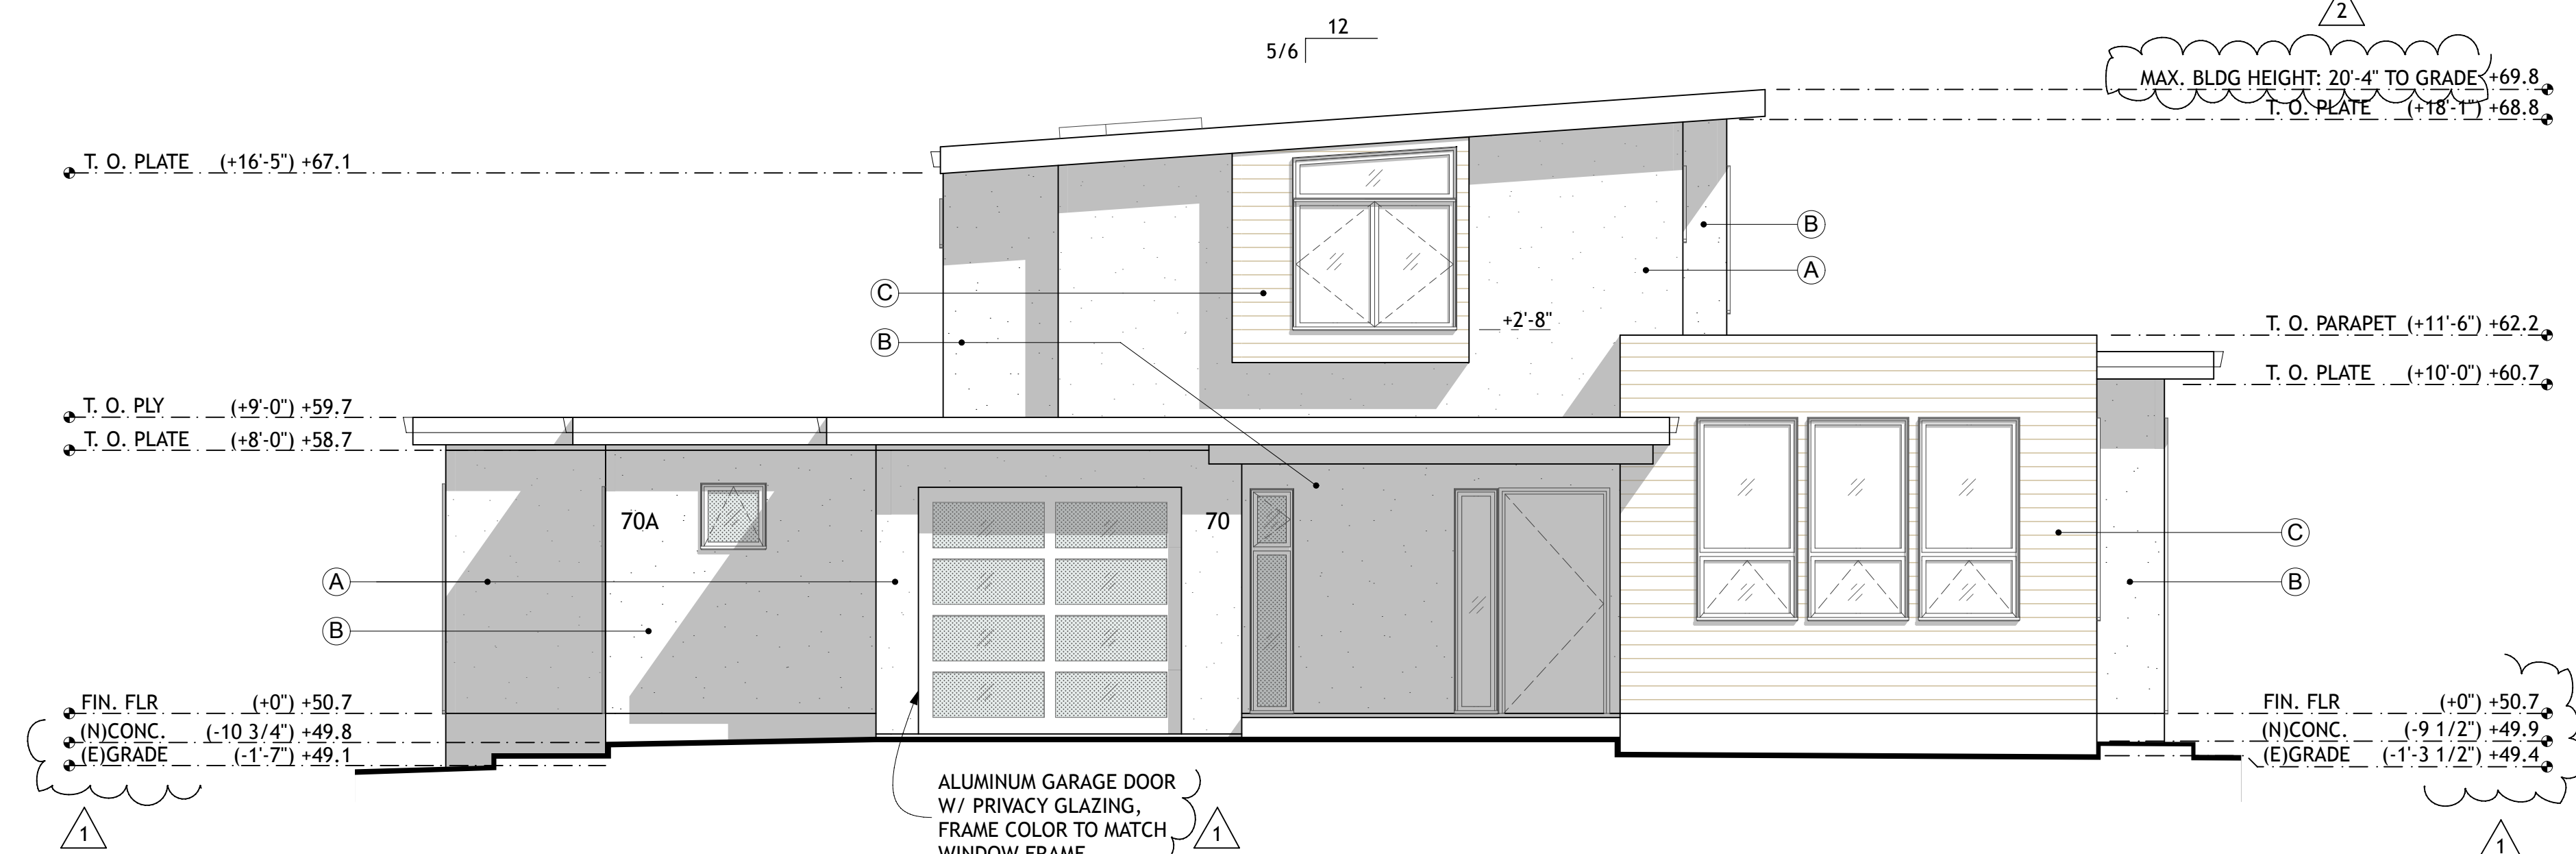 12
5/6
2
MAX. BLDG HEIGHT: 20'-4" TO GRADE +69.8
T. O. PLATE (+18'-1") +68.8
T. O. PLATE (+16'-5") +67.1
B
A
C
B
+2'-8"
T. O. PARAPET (+11'-6") +62.2
T. O. PLATE (+10'-0") +60.7
T. O. PLY (+9'-0") +59.7
T. O. PLATE (+8'-0") +58.7
70A
70
C
A
B
B
FIN. FLR (+0") +50.7
(N)CONC. (-10 3/4") +49.8
(E)GRADE (-1'-7") +49.1
FIN. FLR (+0") +50.7
(N)CONC. (-9 1/2") +49.9
(E)GRADE (-1'-3 1/2") +49.4
ALUMINUM GARAGE DOOR
W/ PRIVACY GLAZING,
FRAME COLOR TO MATCH
WINDOW FRAME
1
1
1